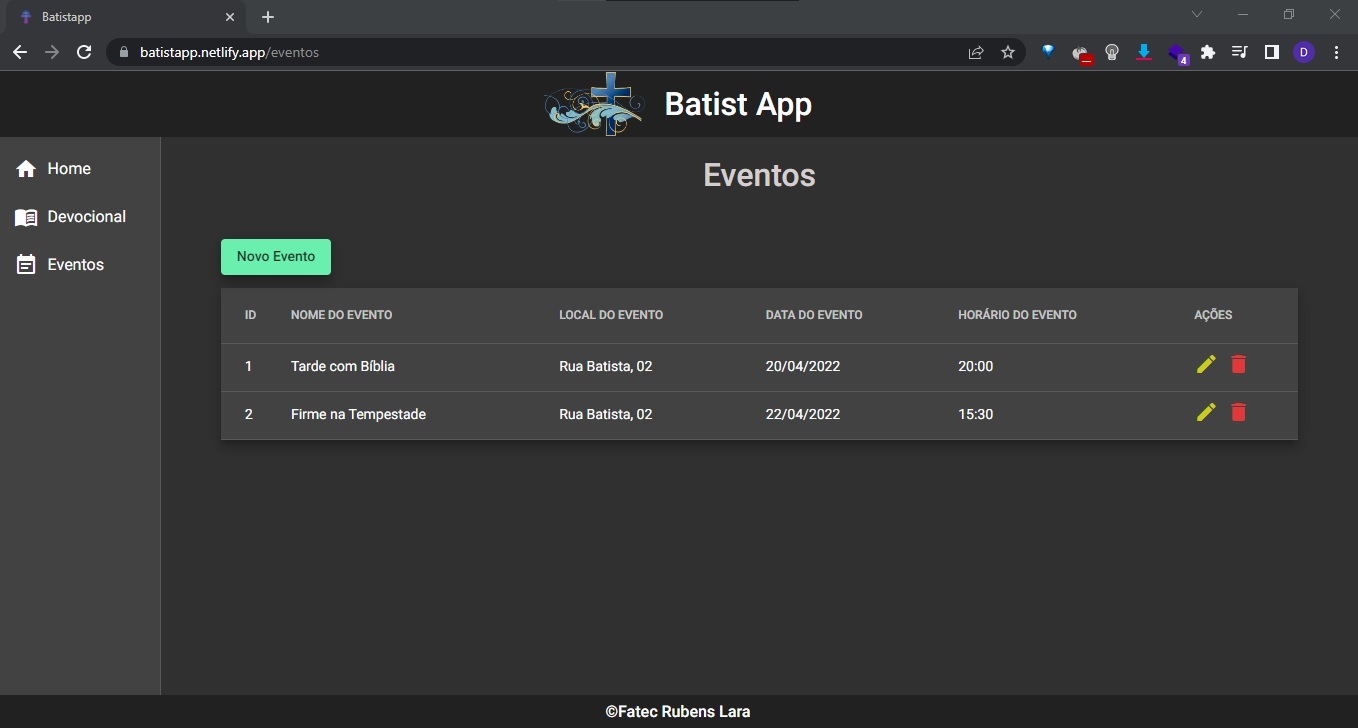 Batistapp
batistapp.netlify.app/eventos
4
D
Batist App
Home
Devocional
Eventos
Eventos
Novo Evento
ID NOME DO EVENTO LOCAL DO EVENTO DATA DO EVENTO HORÁRIO DO EVENTO AÇÕES
1 Tarde com Bíblia Rua Batista, 02 20/04/2022 20:00
2 Firme na Tempestade Rua Batista, 02 22/04/2022 15:30
©Fatec Rubens Lara